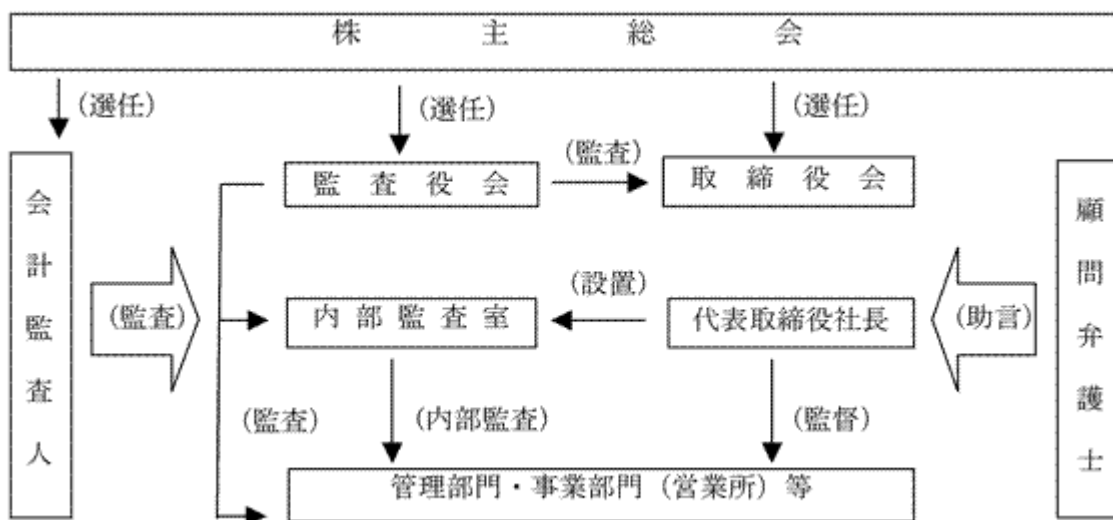 株主総会
(選任)
(選任)
(選任)
会計監査人
監査役会
(監査)
取締役会
顧問弁護士
(監査)
内部監査室
(設置)
代表取締役社長
(助言)
(監査)
(内部監査)
(監督)
管理部門・事業部門(営業所)等